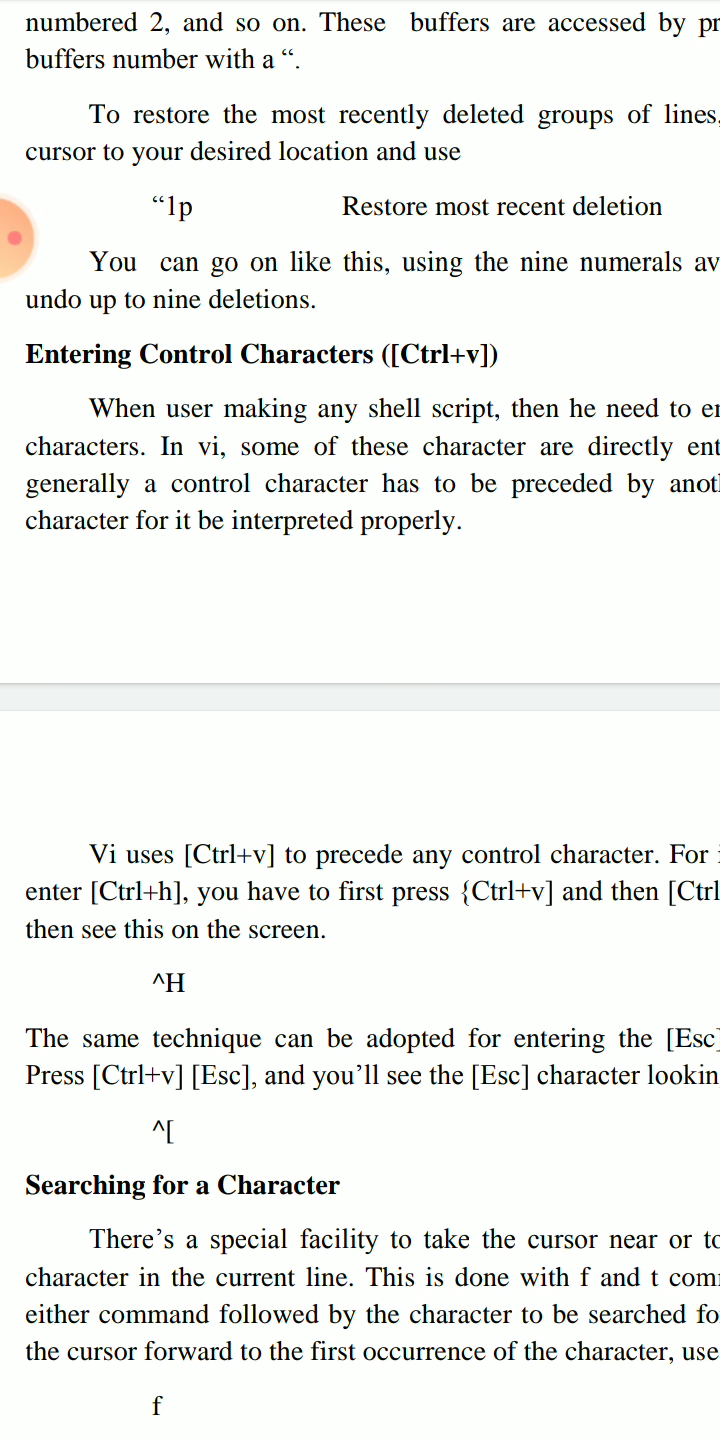 numbered 2, and so on. These buffers are accessed by
buffers number with a “.
To restore the most recently deleted groups of lines,
cursor to your desired location and use
“1p Restore most recent deletion
You can go on like this, using the nine numerals
undo up to nine deletions.
Entering Control Characters ([Ctrl+v])
When user making any shell script, then he need to
characters. In vi, some of these character are directly
generally a control character has to be preceded by
character for it be interpreted properly.
Vi uses [Ctrl+v] to precede any control character. For
enter [Ctrl+h], you have to first press {Ctrl+v] and then [Ctrl
then see this on the screen.
^H
The same technique can be adopted for entering the [Esc]
Press [Ctrl+v] [Esc], and you’ll see the [Esc] character
^[
Searching for a Character
There’s a special facility to take the cursor near or
character in the current line. This is done with f and t
either command followed by the character to be searched
the cursor forward to the first occurrence of the character, use
f